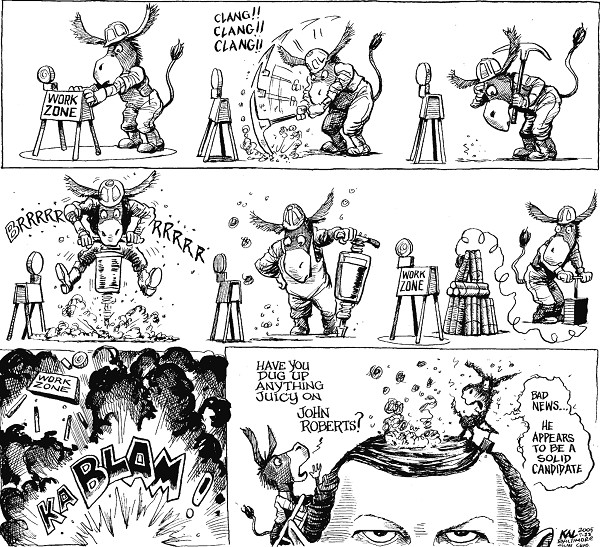 WORK
ZONE
CLANG!!
CLANG!!
CLANG!!
BRRRRR
RRRRR
WORK
ZONE
WORK
ZONE
KA BLAM!
HAVE YOU
DUG UP
ANYTHING
JUICY ON
JOHN
ROBERTS?
BAD
NEWS...
HE
APPEARS
TO BE A
SOLID
CANDIDATE
KAL 2005
BALTIMORE